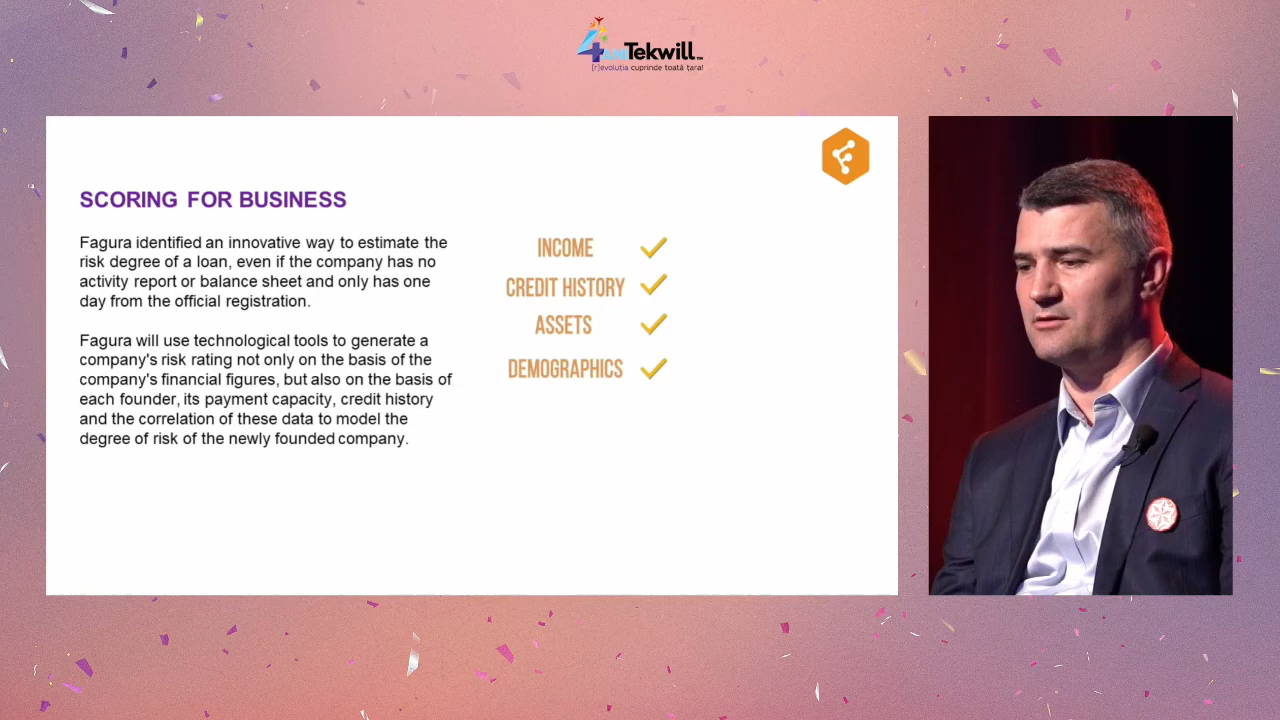 4 ANI Tekwill™
[r]evoluția cuprinde toată țara!
SCORING FOR BUSINESS
Fagura identified an innovative way to estimate the
risk degree of a loan, even if the company has no
activity report or balance sheet and only has one
day from the official registration.
Fagura will use technological tools to generate a
company's risk rating not only on the basis of the
company's financial figures, but also on the basis of
each founder, its payment capacity, credit history
and the correlation of these data to model the
degree of risk of the newly founded company.
INCOME
CREDIT HISTORY
ASSETS
DEMOGRAPHICS